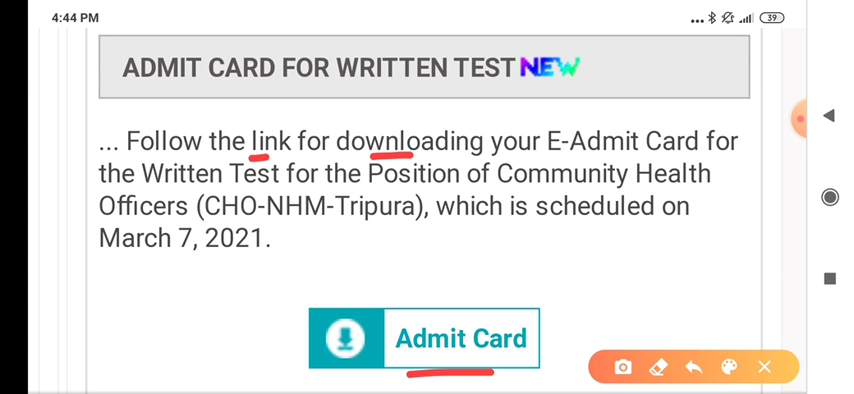 4:44 PM
39
ADMIT CARD FOR WRITTEN TEST NEW
... Follow the link for downloading your E-Admit Card for
the Written Test for the Position of Community Health
Officers (CHO-NHM-Tripura), which is scheduled on
March 7, 2021.
Admit Card